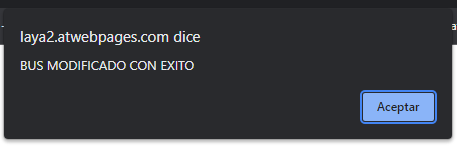 laya2.atwebpages.com dice
BUS MODIFICADO CON EXITO
Aceptar